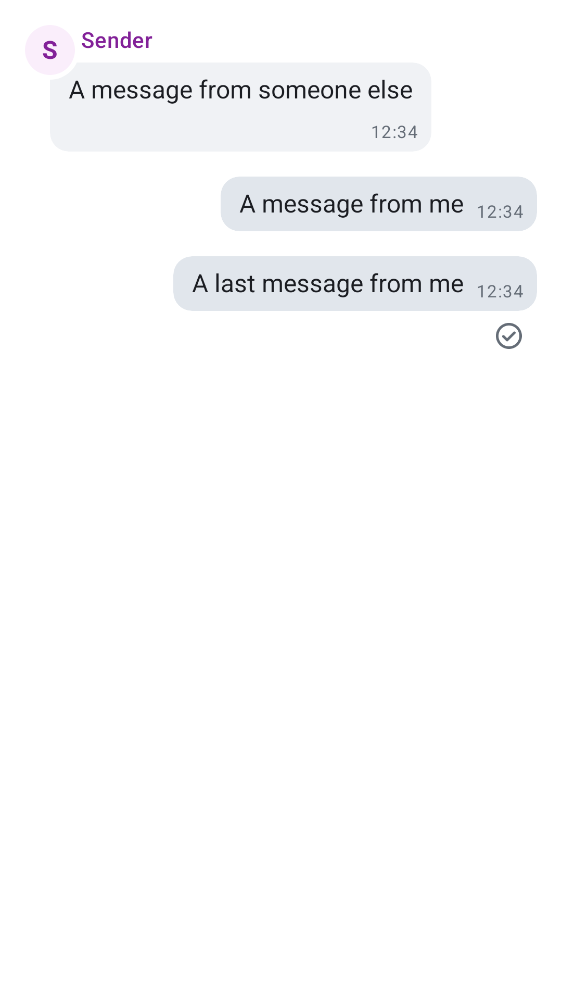 S Sender
A message from someone else
12:34
A message from me 12:34
A last message from me 12:34